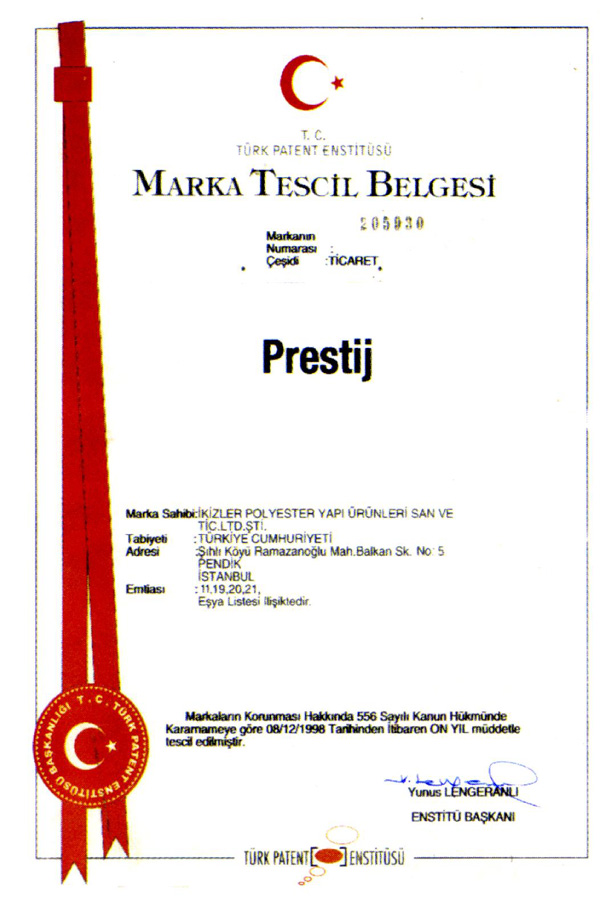 T. C.
TÜRK PATENT ENSTİTÜSÜ
MARKA TESCİL BELGESİ
205930
Markanın
Numarası :
Çeşidi :TİCARET
Prestij
Marka Sahibi:İKİZLER POLYESTER YAPI ÜRÜNLERİ SAN VE
TİC.LTD.ŞTİ.
Tabiyeti :TÜRKİYE CUMHURİYETİ
Adresi :Şıhlı Köyü Ramazanoğlu Mah.Balkan Sk. No: 5
PENDİK
İSTANBUL
Emtiası : 11,19,20,21,
Eşya Listesi İlişiktedir.
Markaların Korunması Hakkında 556 Sayılı Kanun Hükmünde
Kararnameye göre 08/12/1998 Tarihinden İtibaren ON YIL müddetle
tescil edilmiştir.
Yunus LENGERANLI
ENSTİTÜ BAŞKANI
T.C. TÜRK PATENT ENSTİTÜSÜ BAŞKANLIĞI
TÜRK PATENT ENSTİTÜSÜ